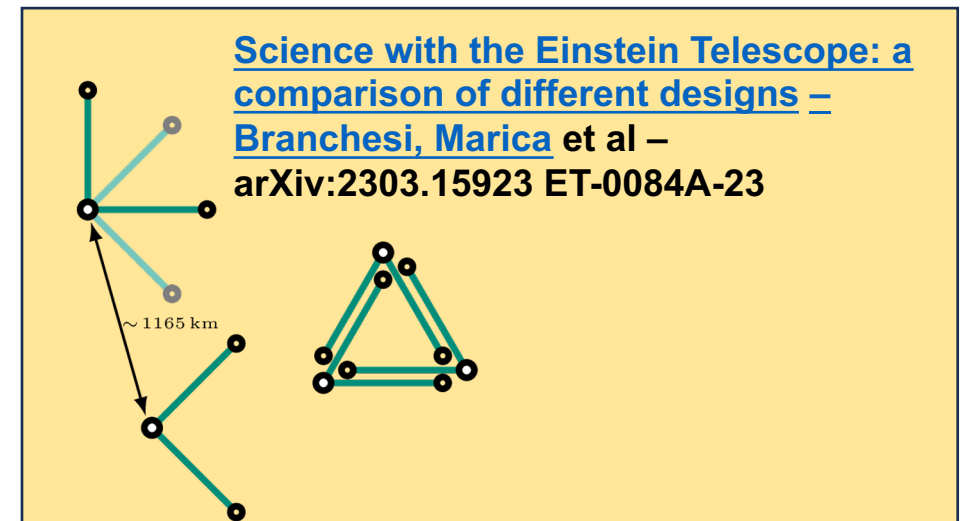 Science with the Einstein Telescope: a
comparison of different designs –
Branchesi, Marica et al –
arXiv:2303.15923 ET-0084A-23
~ 1165 km